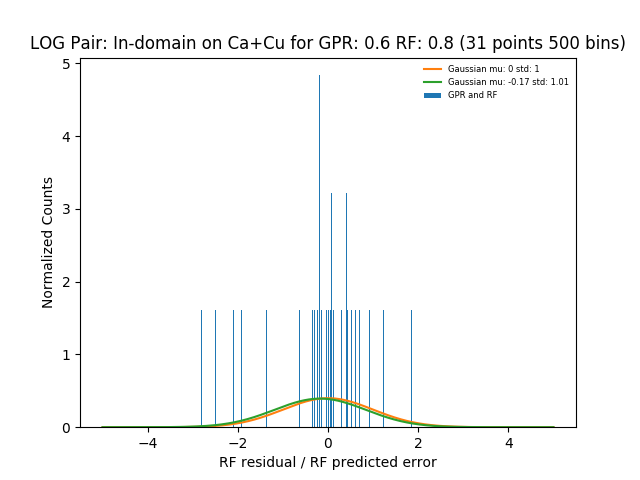 LOG Pair: In-domain on Ca+Cu for GPR: 0.6 RF: 0.8 (31 points 500 bins)
Gaussian mu: 0 std: 1
Gaussian mu: -0.17 std: 1.01
GPR and RF
Normalized Counts
5
4
3
2
1
0
−4 −2 0 2 4
RF residual / RF predicted error